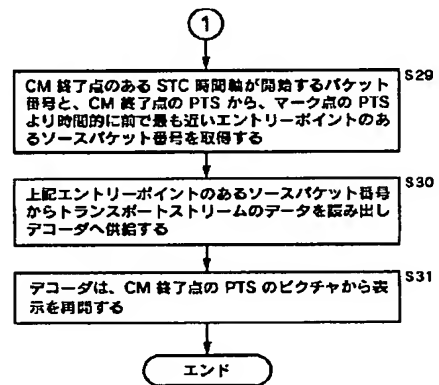 1
S29
CM 終了点のある STC 時間軸が開始するパケット
番号と、CM 終了点の PTS から、マーク点の PTS
より時間的に前で最も近いエントリーポイントのあ
るソースパケット番号を取得する
S30
上記エントリーポイントのあるソースパケット番号
からトランスポートストリームのデータを読み出し
デコーダへ供給する
S31
デコーダは、CM 終了点の PTS のピクチャから表
示を再開する
エンド